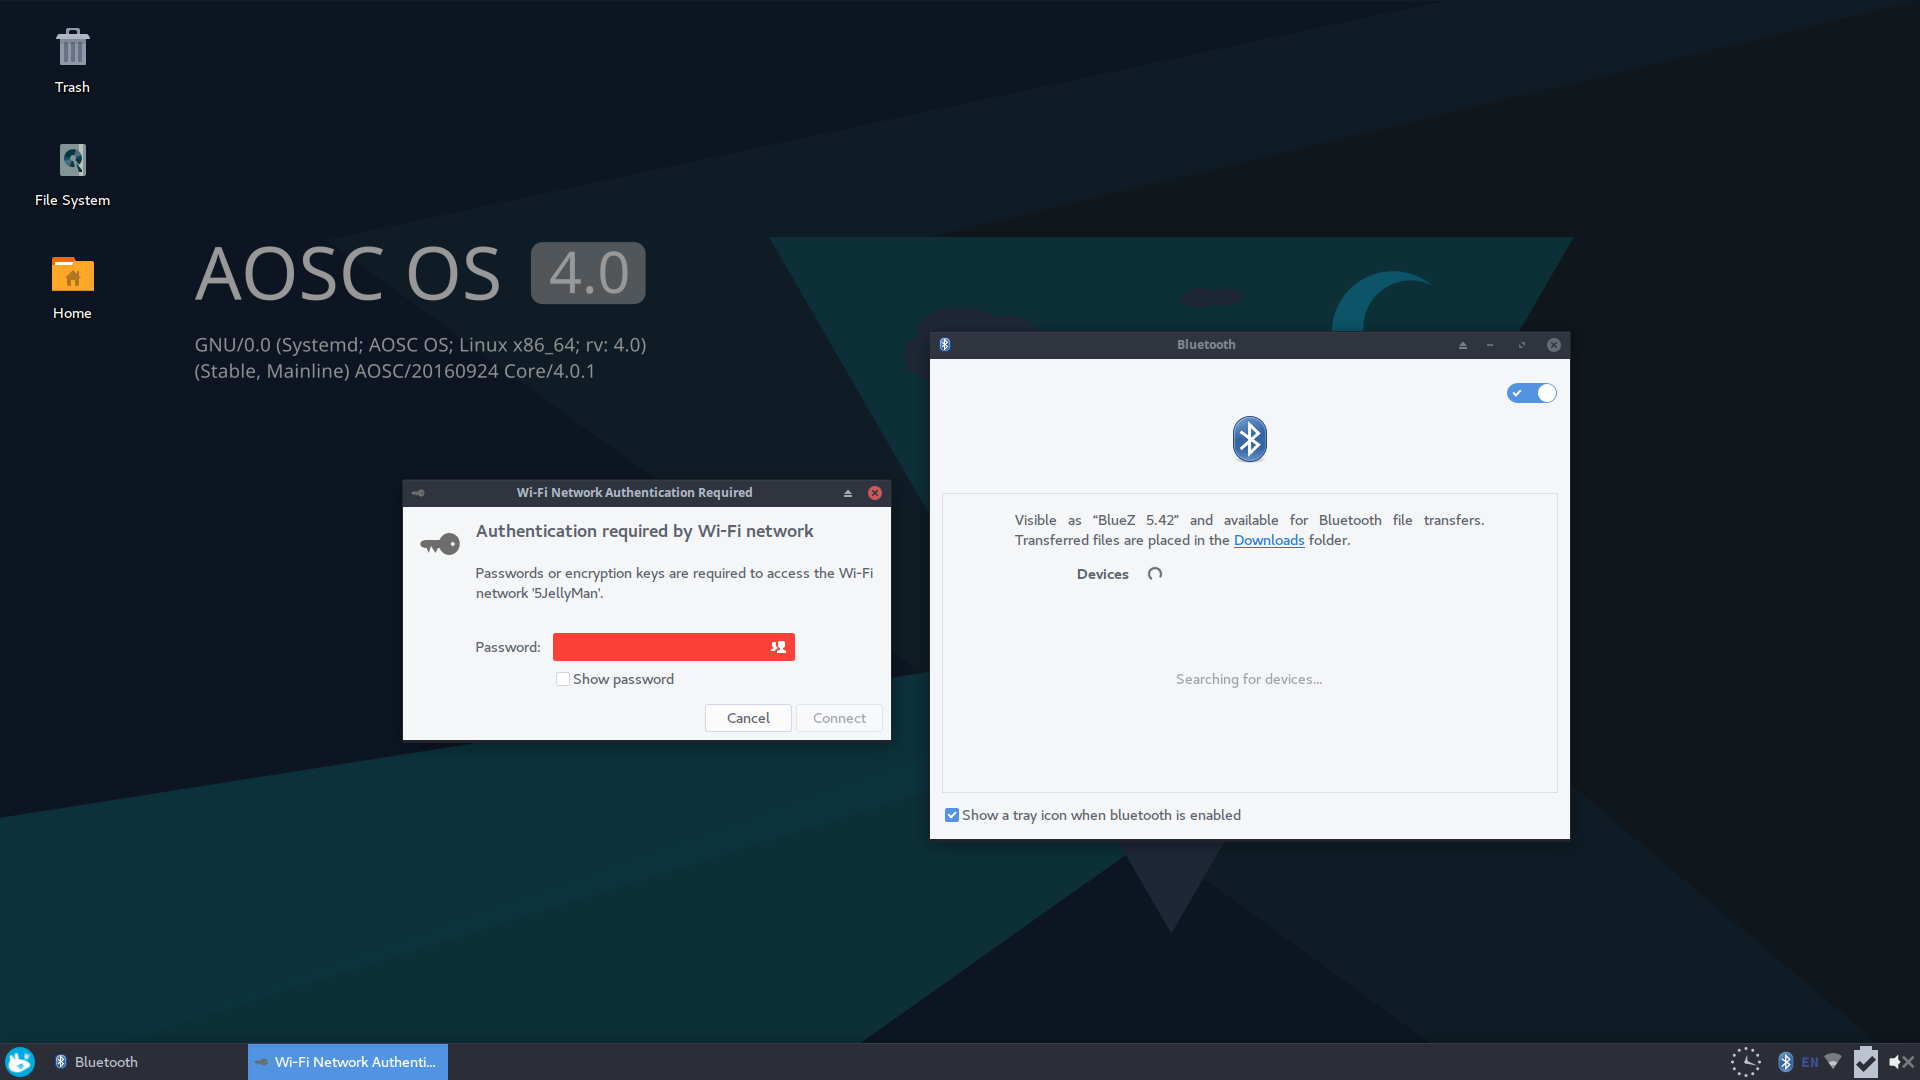 Trash
File System
Home
AOSC OS 4.0
GNU/0.0 (Systemd; AOSC OS; Linux x86_64; rv: 4.0)
(Stable, Mainline) AOSC/20160924 Core/4.0.1
Wi-Fi Network Authentication Required
Authentication required by Wi-Fi network
Passwords or encryption keys are required to access the Wi-Fi
network '5JellyMan'.
Password:
Show password
Cancel
Connect
Bluetooth
Visible as “BlueZ 5.42” and available for Bluetooth file transfers.
Transferred files are placed in the Downloads folder.
Devices
Searching for devices...
Show a tray icon when bluetooth is enabled
Bluetooth
Wi-Fi Network Authenti...
EN